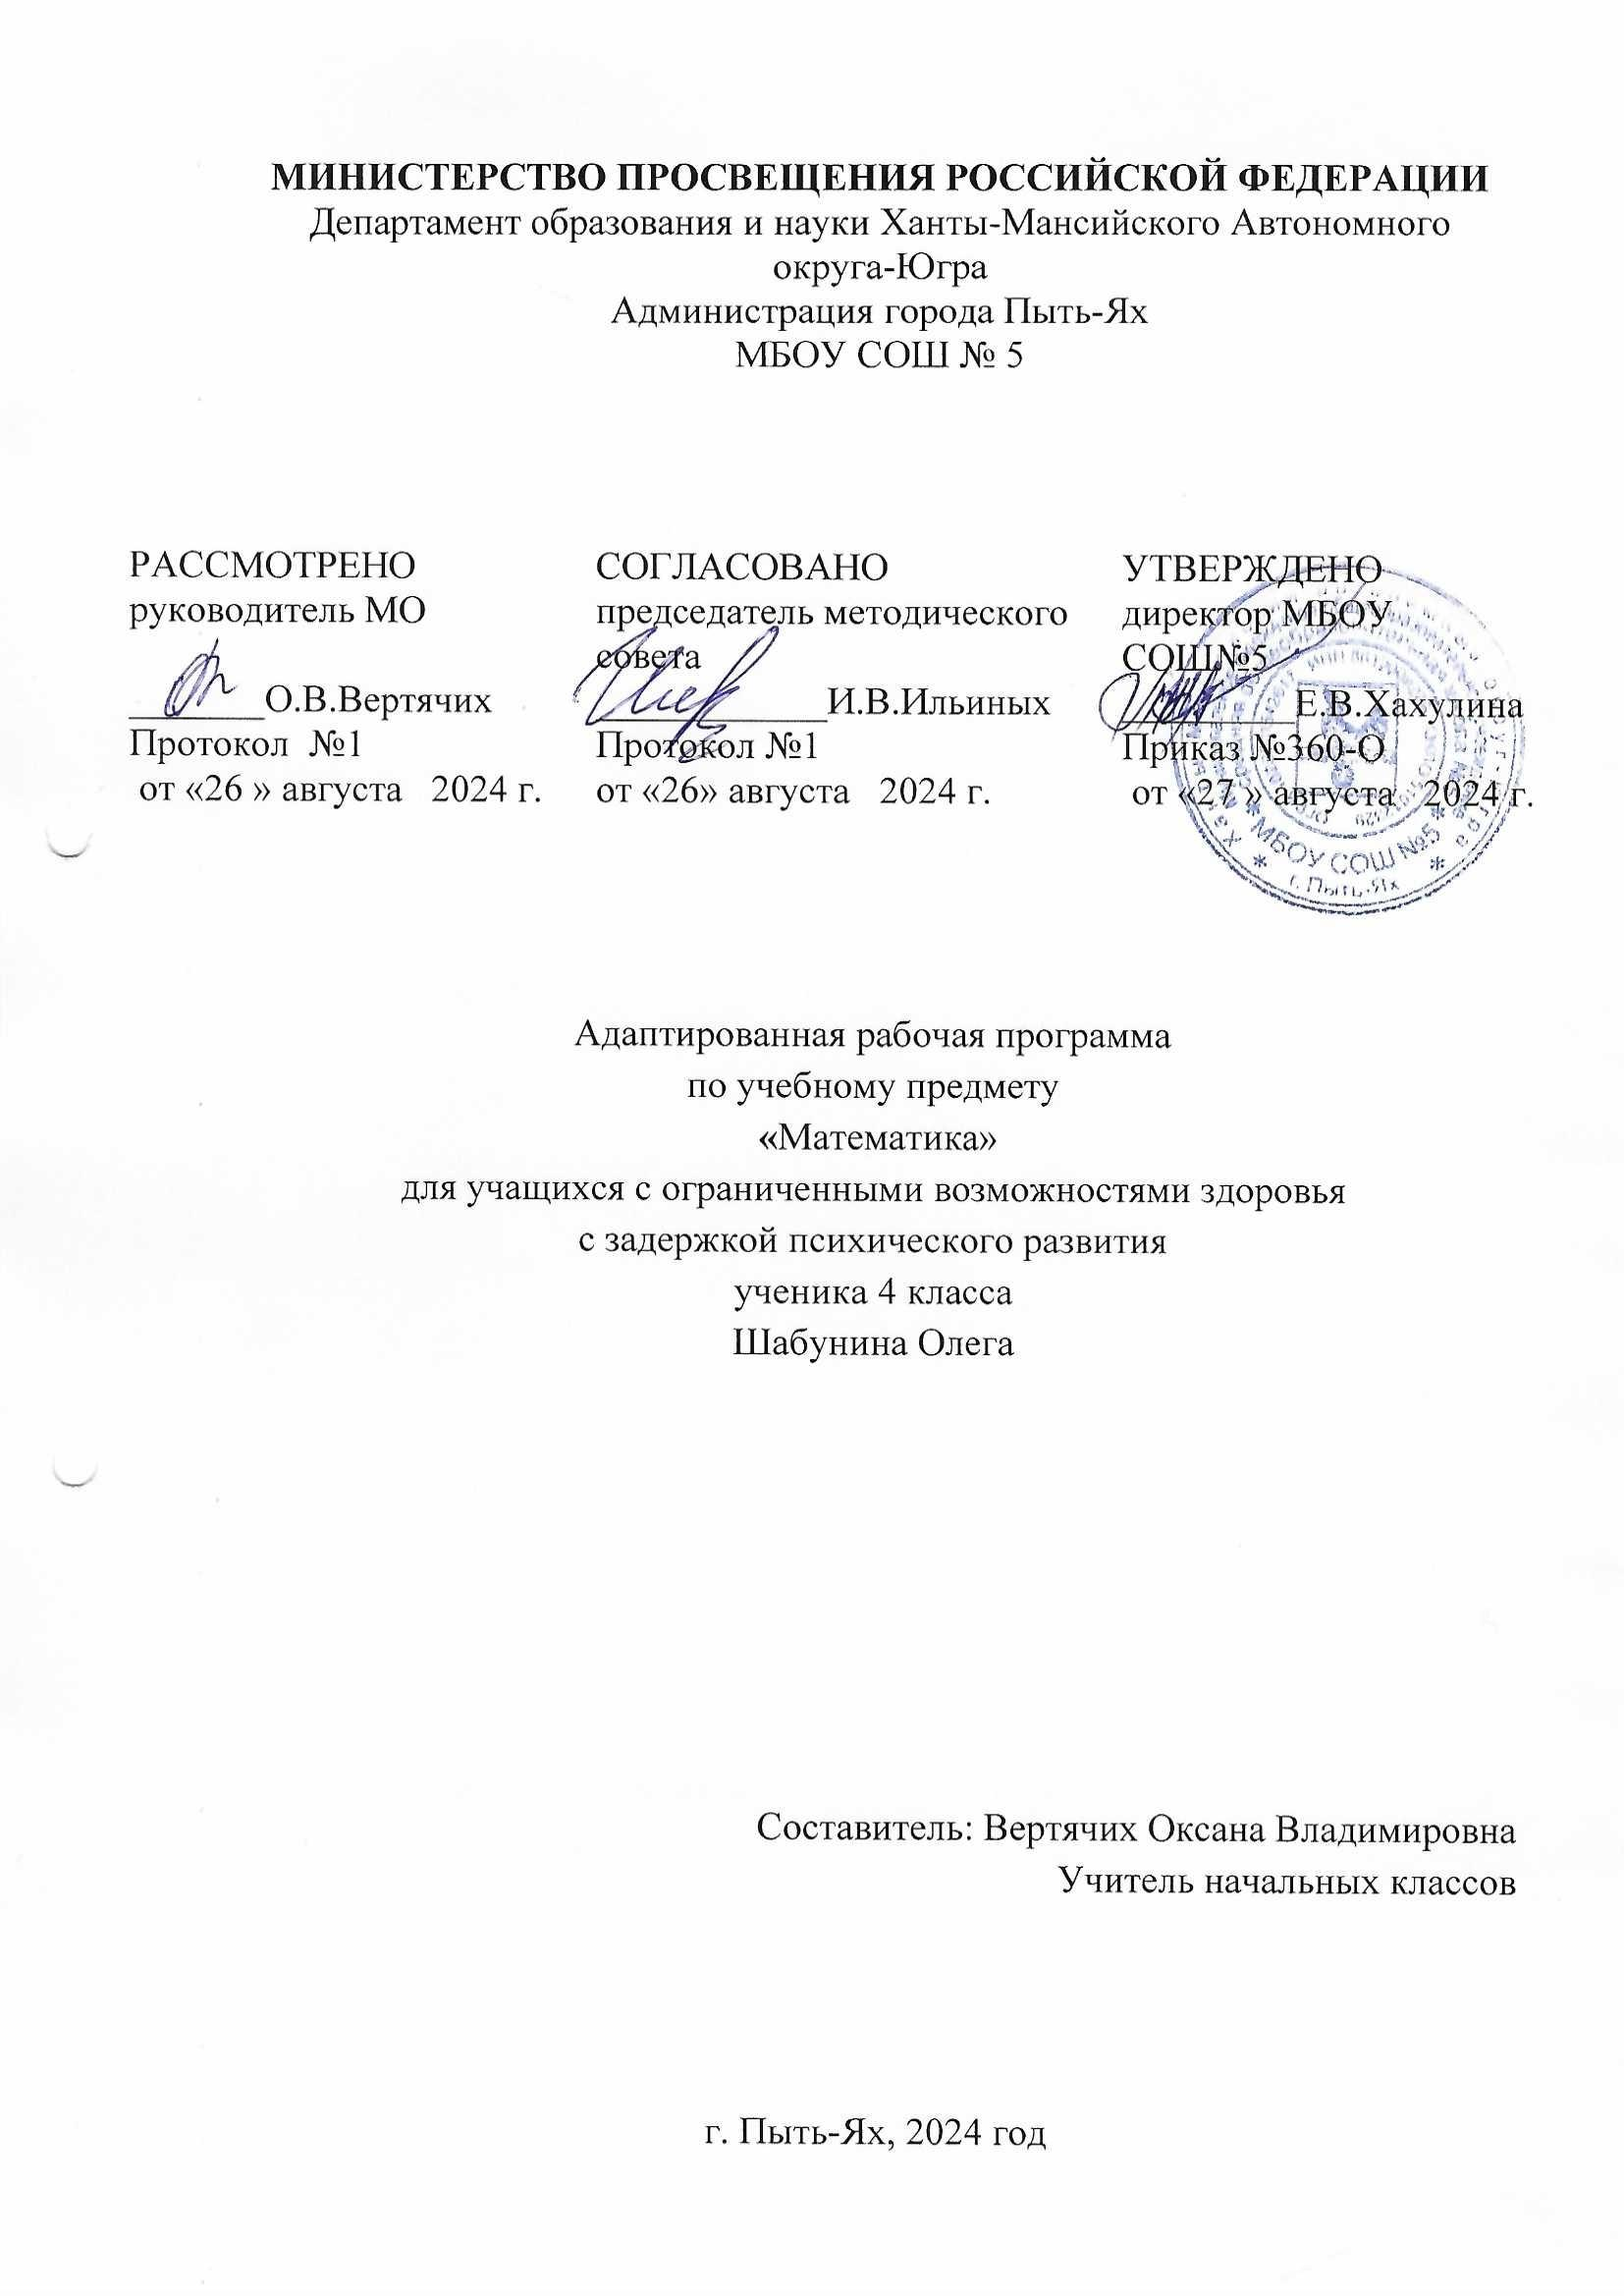 МИНИСТЕРСТВО ПРОСВЕЩЕНИЯ РОССИЙСКОЙ ФЕДЕРАЦИИ
Департамент образования и науки Ханты-Мансийского Автономного
округа-Югра
Администрация города Пыть-Ях
МБОУ СОШ № 5
РАССМОТРЕНО
руководитель МО
_______О.В.Вертячих
Протокол №1
от «26 » августа 2024 г.
СОГЛАСОВАНО
председатель методического
совета
____________И.В.Ильиных
Протокол №1
от «26» августа 2024 г.
УТВЕРЖДЕНО
директор МБОУ
СОШ№5
_________Е.В.Хахулина
Приказ №360-О
от «27 » августа 2024 г.
* МБОУ СОШ №5 *
г. Пыть-Ях
Адаптированная рабочая программа
по учебному предмету
«Математика»
для учащихся с ограниченными возможностями здоровья
с задержкой психического развития
ученика 4 класса
Шабунина Олега
Составитель: Вертячих Оксана Владимировна
Учитель начальных классов
г. Пыть-Ях, 2024 год